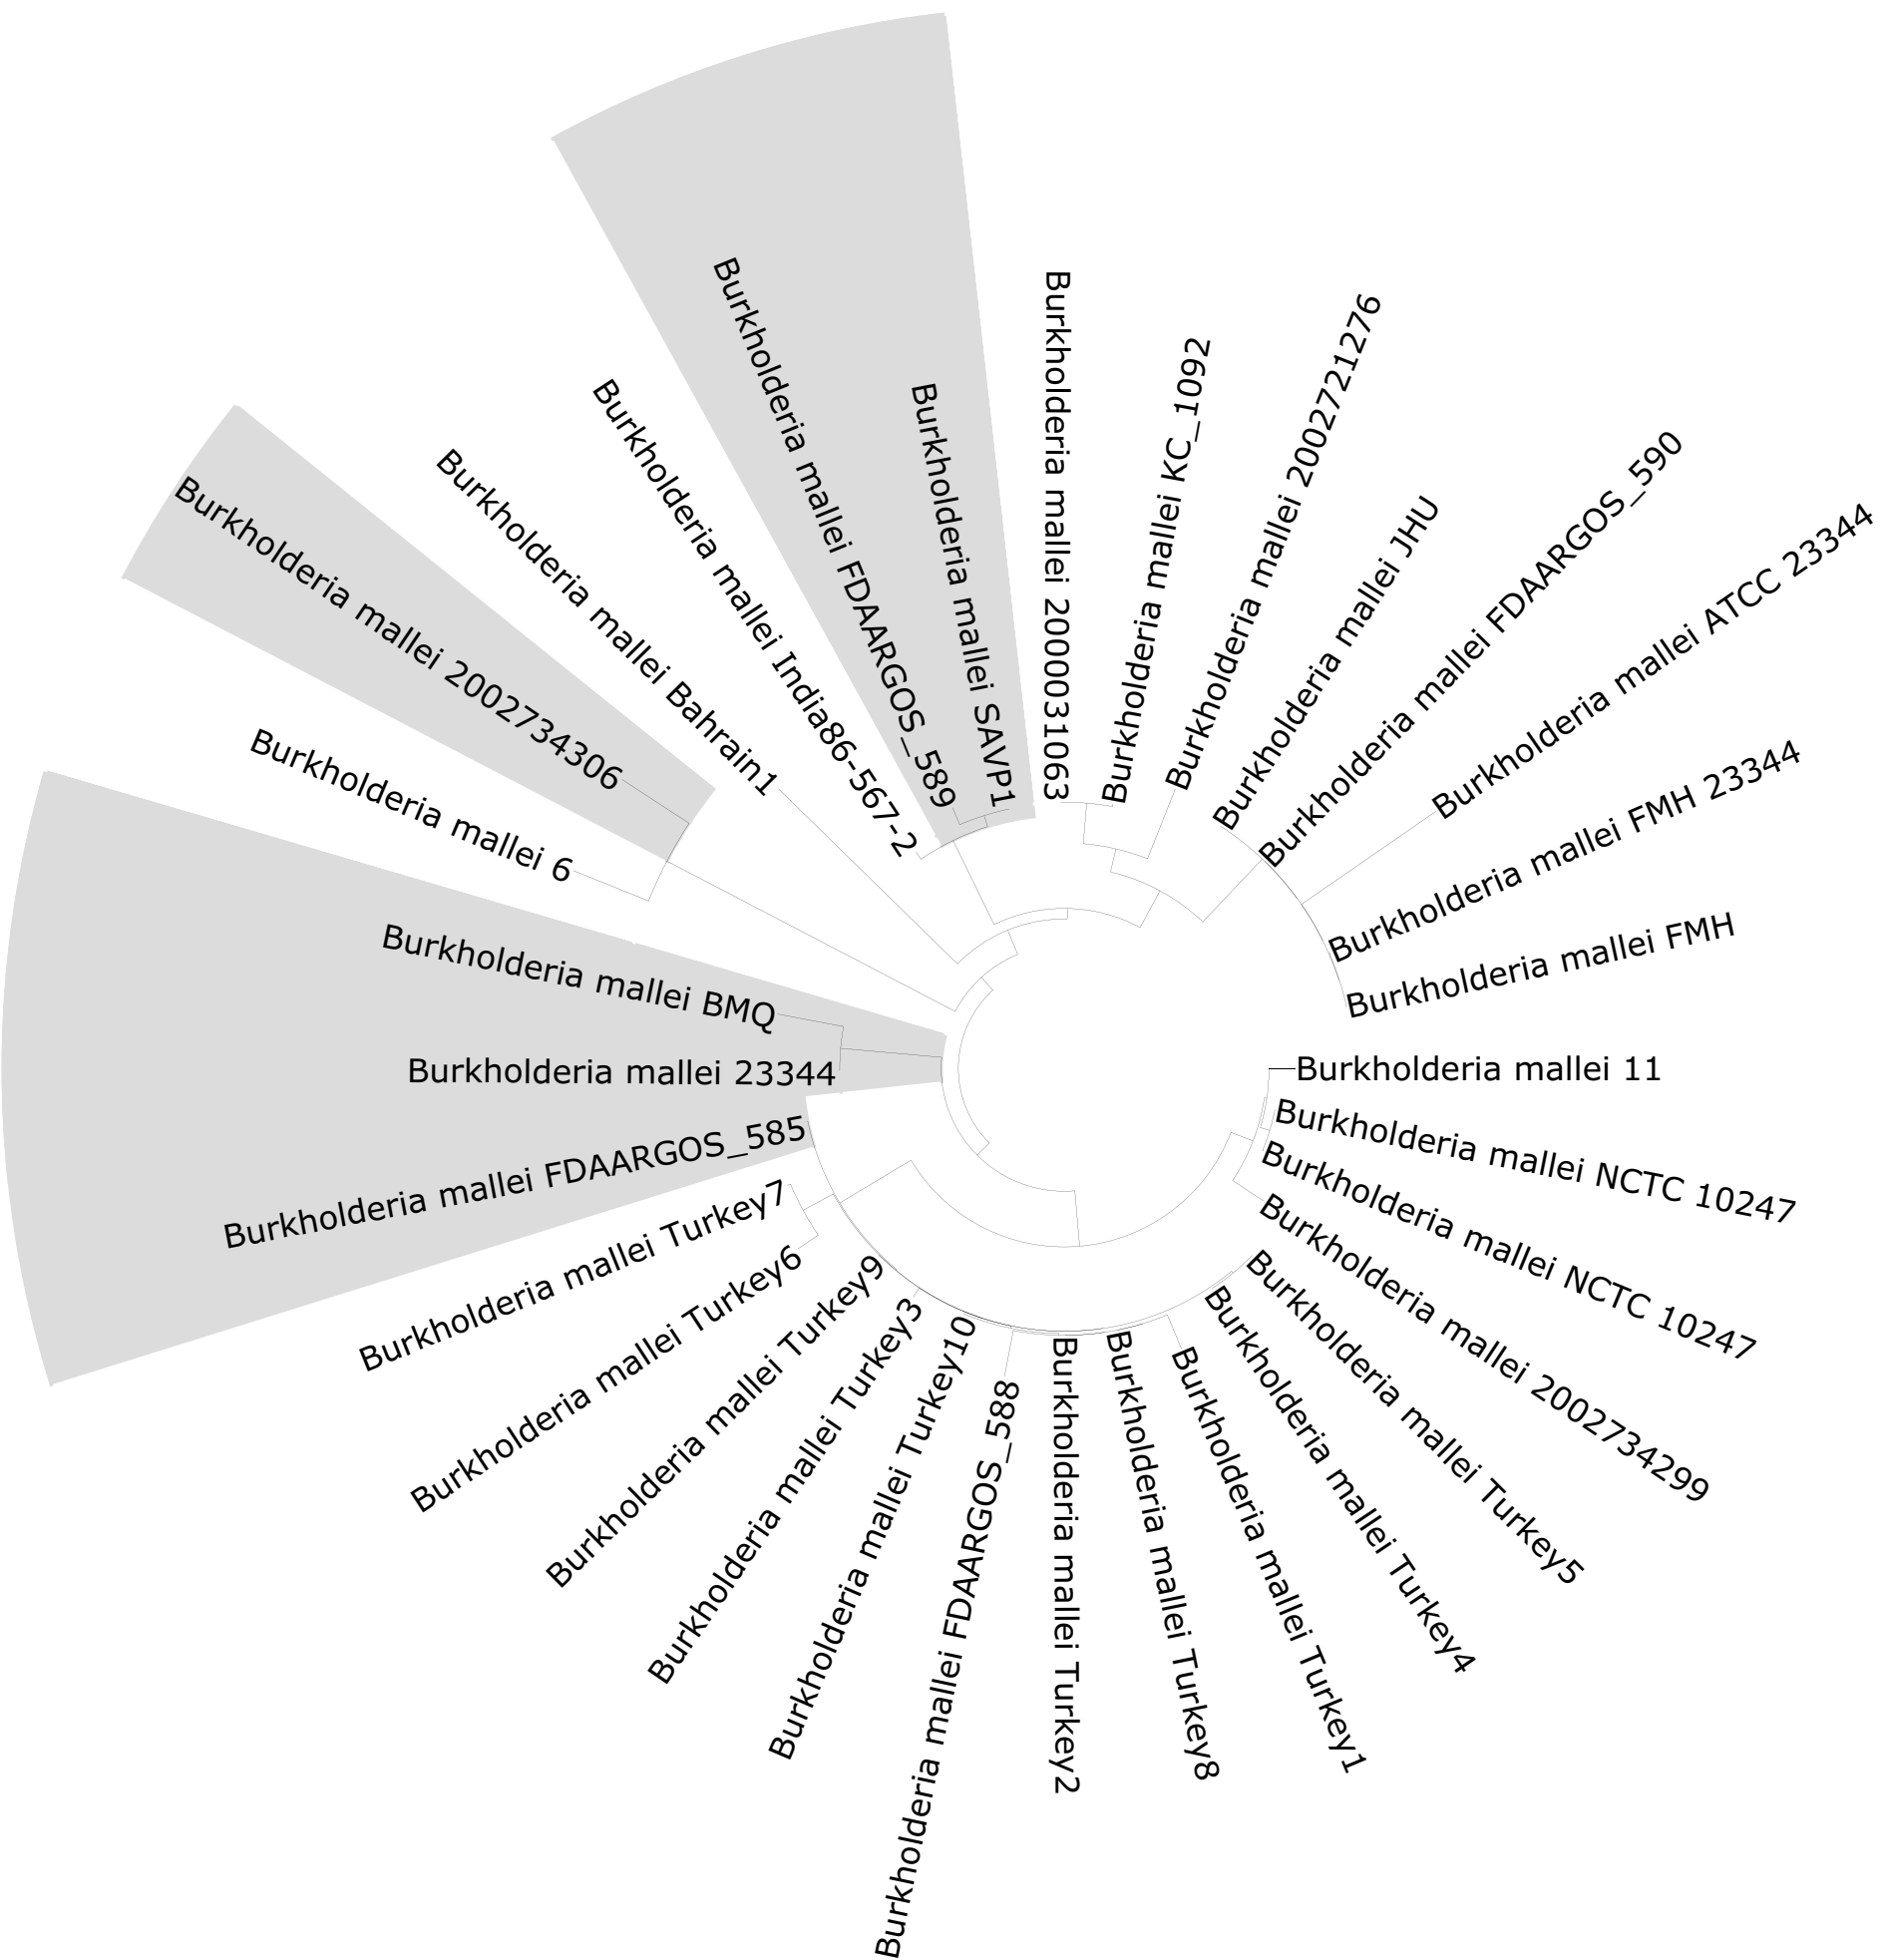 Burkholderia mallei SAVP1
Burkholderia mallei 2000031063
Burkholderia mallei KC_1092
Burkholderia mallei 2002721276
Burkholderia mallei JHU
Burkholderia mallei FDAARGOS_590
Burkholderia mallei ATCC 23344
Burkholderia mallei FMH 23344
Burkholderia mallei FMH
Burkholderia mallei 11
Burkholderia mallei NCTC 10247
Burkholderia mallei NCTC 10247
Burkholderia mallei 2002734299
Burkholderia mallei Turkey5
Burkholderia mallei Turkey4
Burkholderia mallei Turkey1
Burkholderia mallei Turkey8
Burkholderia mallei Turkey2
Burkholderia mallei FDAARGOS_588
Burkholderia mallei Turkey10
Burkholderia mallei Turkey3
Burkholderia mallei Turkey9
Burkholderia mallei Turkey6
Burkholderia mallei Turkey7
Burkholderia mallei FDAARGOS_585
Burkholderia mallei 23344
Burkholderia mallei BMQ
Burkholderia mallei 6
Burkholderia mallei 2002734306
Burkholderia mallei Bahrain1
Burkholderia mallei India86-567-2
Burkholderia mallei FDAARGOS_589